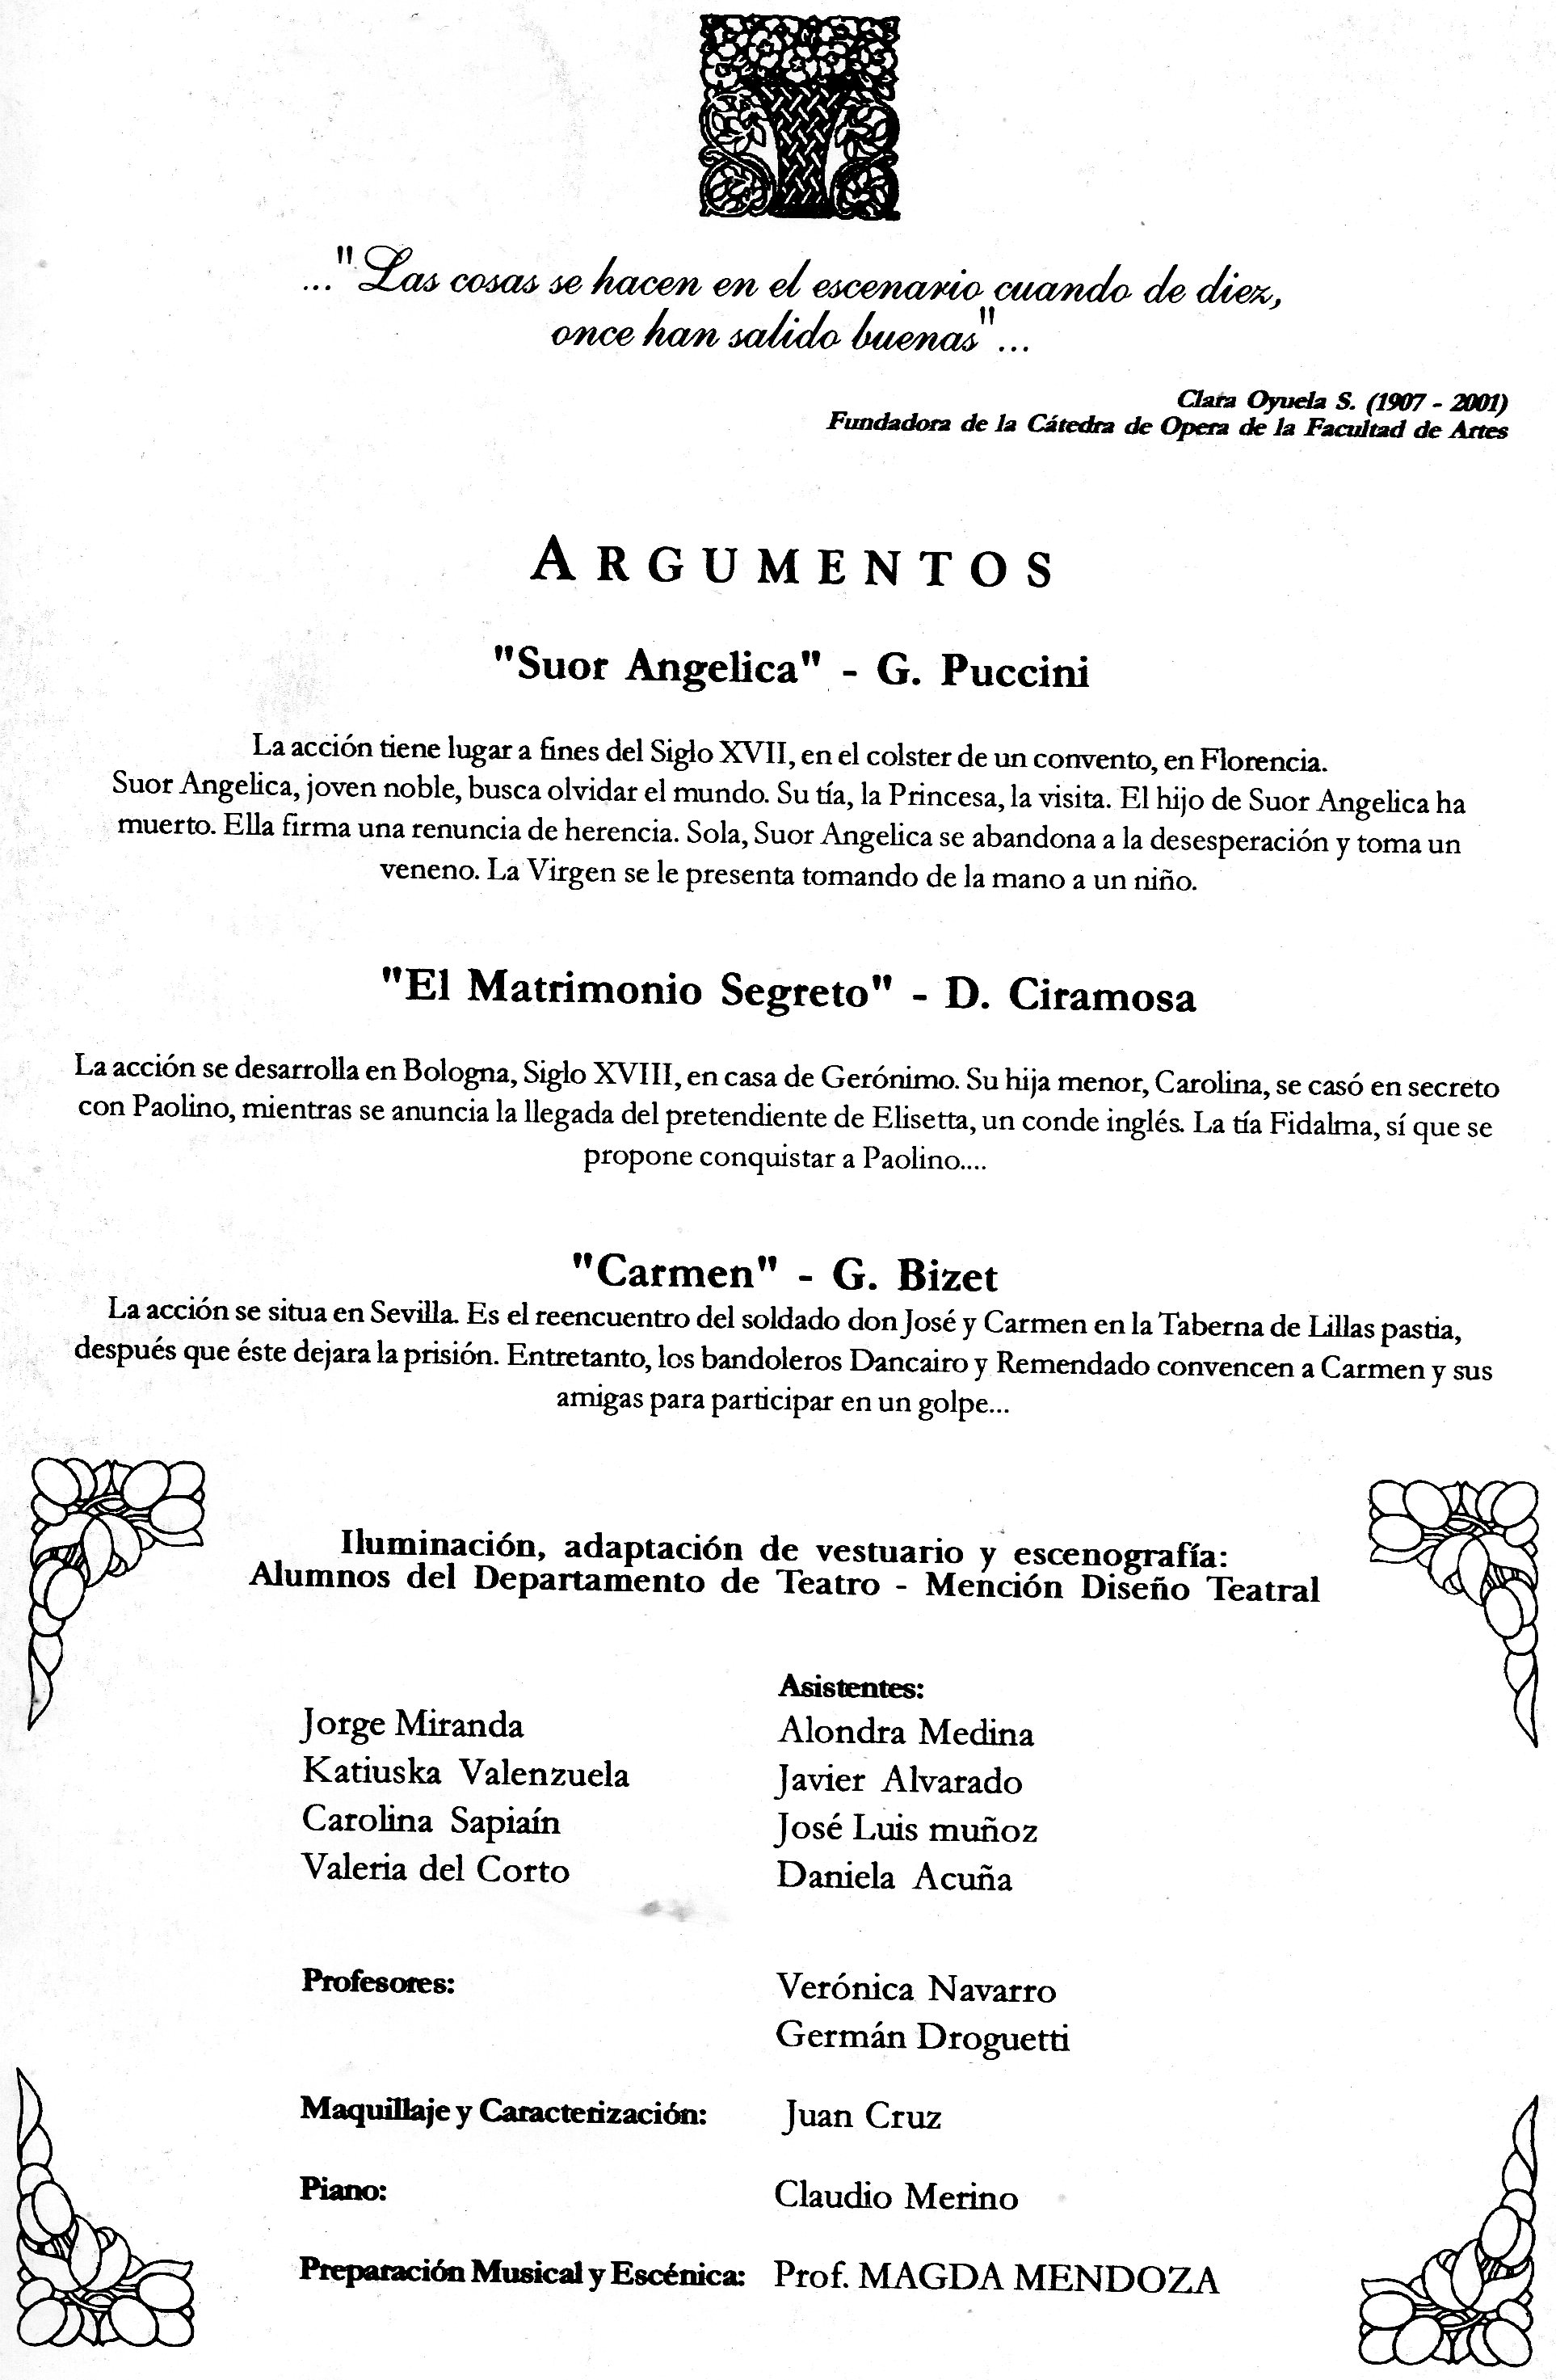 ..."Las cosas se hacen en el escenario cuando de diez,
once han salido buenas"...
Clara Oyuela S. (1907 - 2001)
Fundadora de la Cátedra de Opera de la Facultad de Artes
ARGUMENTOS
"Suor Angelica" - G. Puccini
La acción tiene lugar a fines del Siglo XVII, en el colster de un convento, en Florencia.
Suor Angelica, joven noble, busca olvidar el mundo. Su tía, la Princesa, la visita. El hijo de Suor Angelica ha
muerto. Ella firma una renuncia de herencia. Sola, Suor Angelica se abandona a la desesperación y toma un
veneno. La Virgen se le presenta tomando de la mano a un niño.
"El Matrimonio Segreto" - D. Ciramosa
La acción se desarrolla en Bologna, Siglo XVIII, en casa de Gerónimo. Su hija menor, Carolina, se casó en secreto
con Paolino, mientras se anuncia la llegada del pretendiente de Elisetta, un conde inglés. La tía Fidalma, sí que se
propone conquistar a Paolino....
"Carmen" - G. Bizet
La acción se situa en Sevilla. Es el reencuentro del soldado don José y Carmen en la Taberna de Lillas pastia,
después que éste dejara la prisión. Entretanto, los bandoleros Dancairo y Remendado convencen a Carmen y sus
amigas para participar en un golpe...
Iluminación, adaptación de vestuario y escenografía:
Alumnos del Departamento de Teatro - Mención Diseño Teatral
Asistentes:
Jorge Miranda Alondra Medina
Katiuska Valenzuela Javier Alvarado
Carolina Sapiaín José Luis muñoz
Valeria del Corto Daniela Acuña
Profesores: Verónica Navarro
Germán Droguetti
Maquillaje y Caracterización: Juan Cruz
Piano: Claudio Merino
Preparación Musical y Escénica: Prof. MAGDA MENDOZA